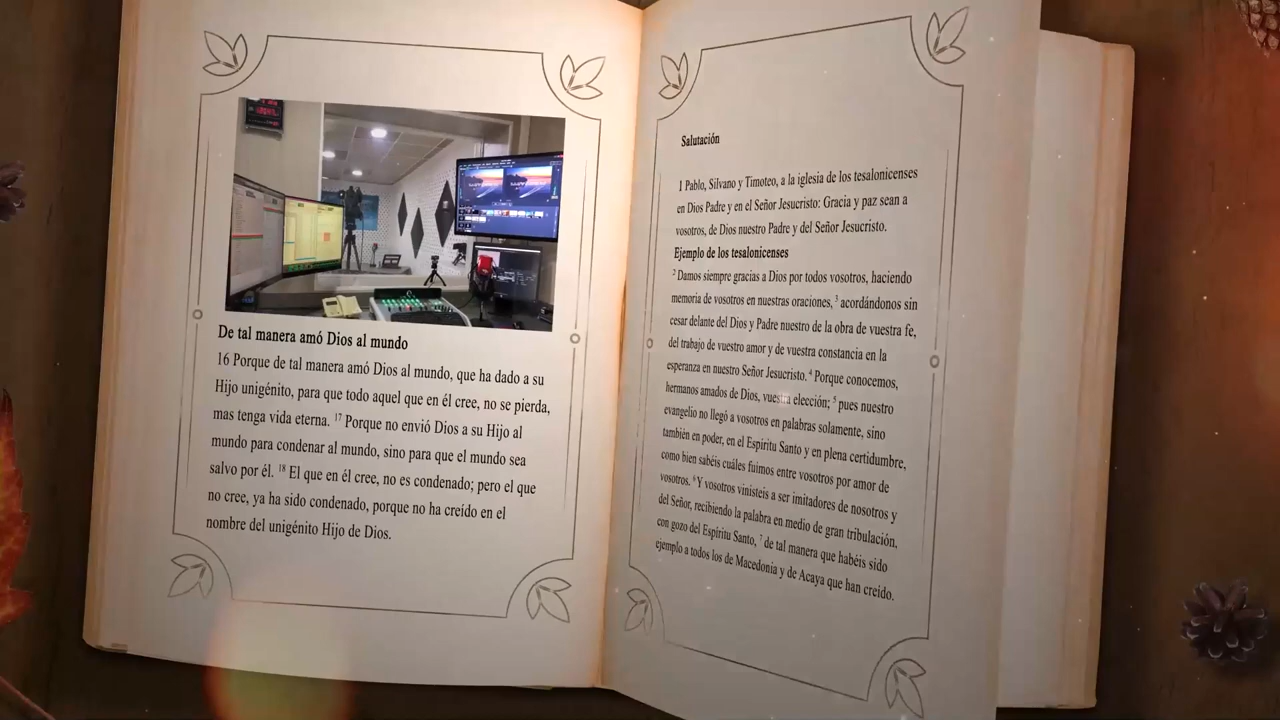 De tal manera amó Dios al mundo
16 Porque de tal manera amó Dios al mundo, que ha dado a su
Hijo unigénito, para que todo aquel que en él cree, no se pierda,
mas tenga vida eterna. 17 Porque no envió Dios a su Hijo al
mundo para condenar al mundo, sino para que el mundo sea
salvo por él. 18 El que en él cree, no es condenado; pero el que
no cree, ya ha sido condenado, porque no ha creído en el
nombre del unigénito Hijo de Dios.
Salutación
1 Pablo, Silvano y Timoteo, a la iglesia de los tesalonicenses
en Dios Padre y en el Señor Jesucristo: Gracia y paz sean a
vosotros, de Dios nuestro Padre y del Señor Jesucristo.
Ejemplo de los tesalonicenses
2 Damos siempre gracias a Dios por todos vosotros, haciendo
memoria de vosotros en nuestras oraciones, 3 acordándonos sin
cesar delante del Dios y Padre nuestro de la obra de vuestra fe,
del trabajo de vuestro amor y de vuestra constancia en la
esperanza en nuestro Señor Jesucristo. 4 Porque conocemos,
hermanos amados de Dios, vuestra elección; 5 pues nuestro
evangelio no llegó a vosotros en palabras solamente, sino
también en poder, en el Espíritu Santo y en plena certidumbre,
como bien sabéis cuáles fuimos entre vosotros por amor de
vosotros. 6 Y vosotros vinisteis a ser imitadores de nosotros y
del Señor, recibiendo la palabra en medio de gran tribulación,
con gozo del Espíritu Santo, 7 de tal manera que habéis sido
ejemplo a todos los de Macedonia y de Acaya que han creído.